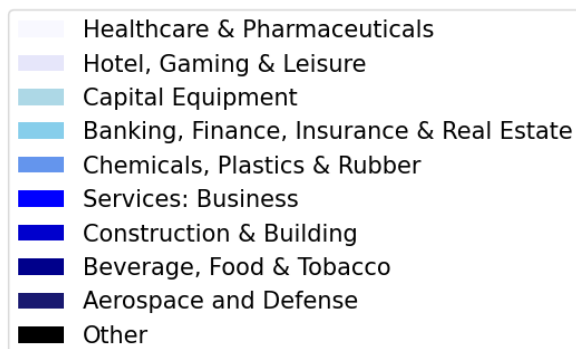 Healthcare & Pharmaceuticals
Hotel, Gaming & Leisure
Capital Equipment
Banking, Finance, Insurance & Real Estate
Chemicals, Plastics & Rubber
Services: Business
Construction & Building
Beverage, Food & Tobacco
Aerospace and Defense
Other